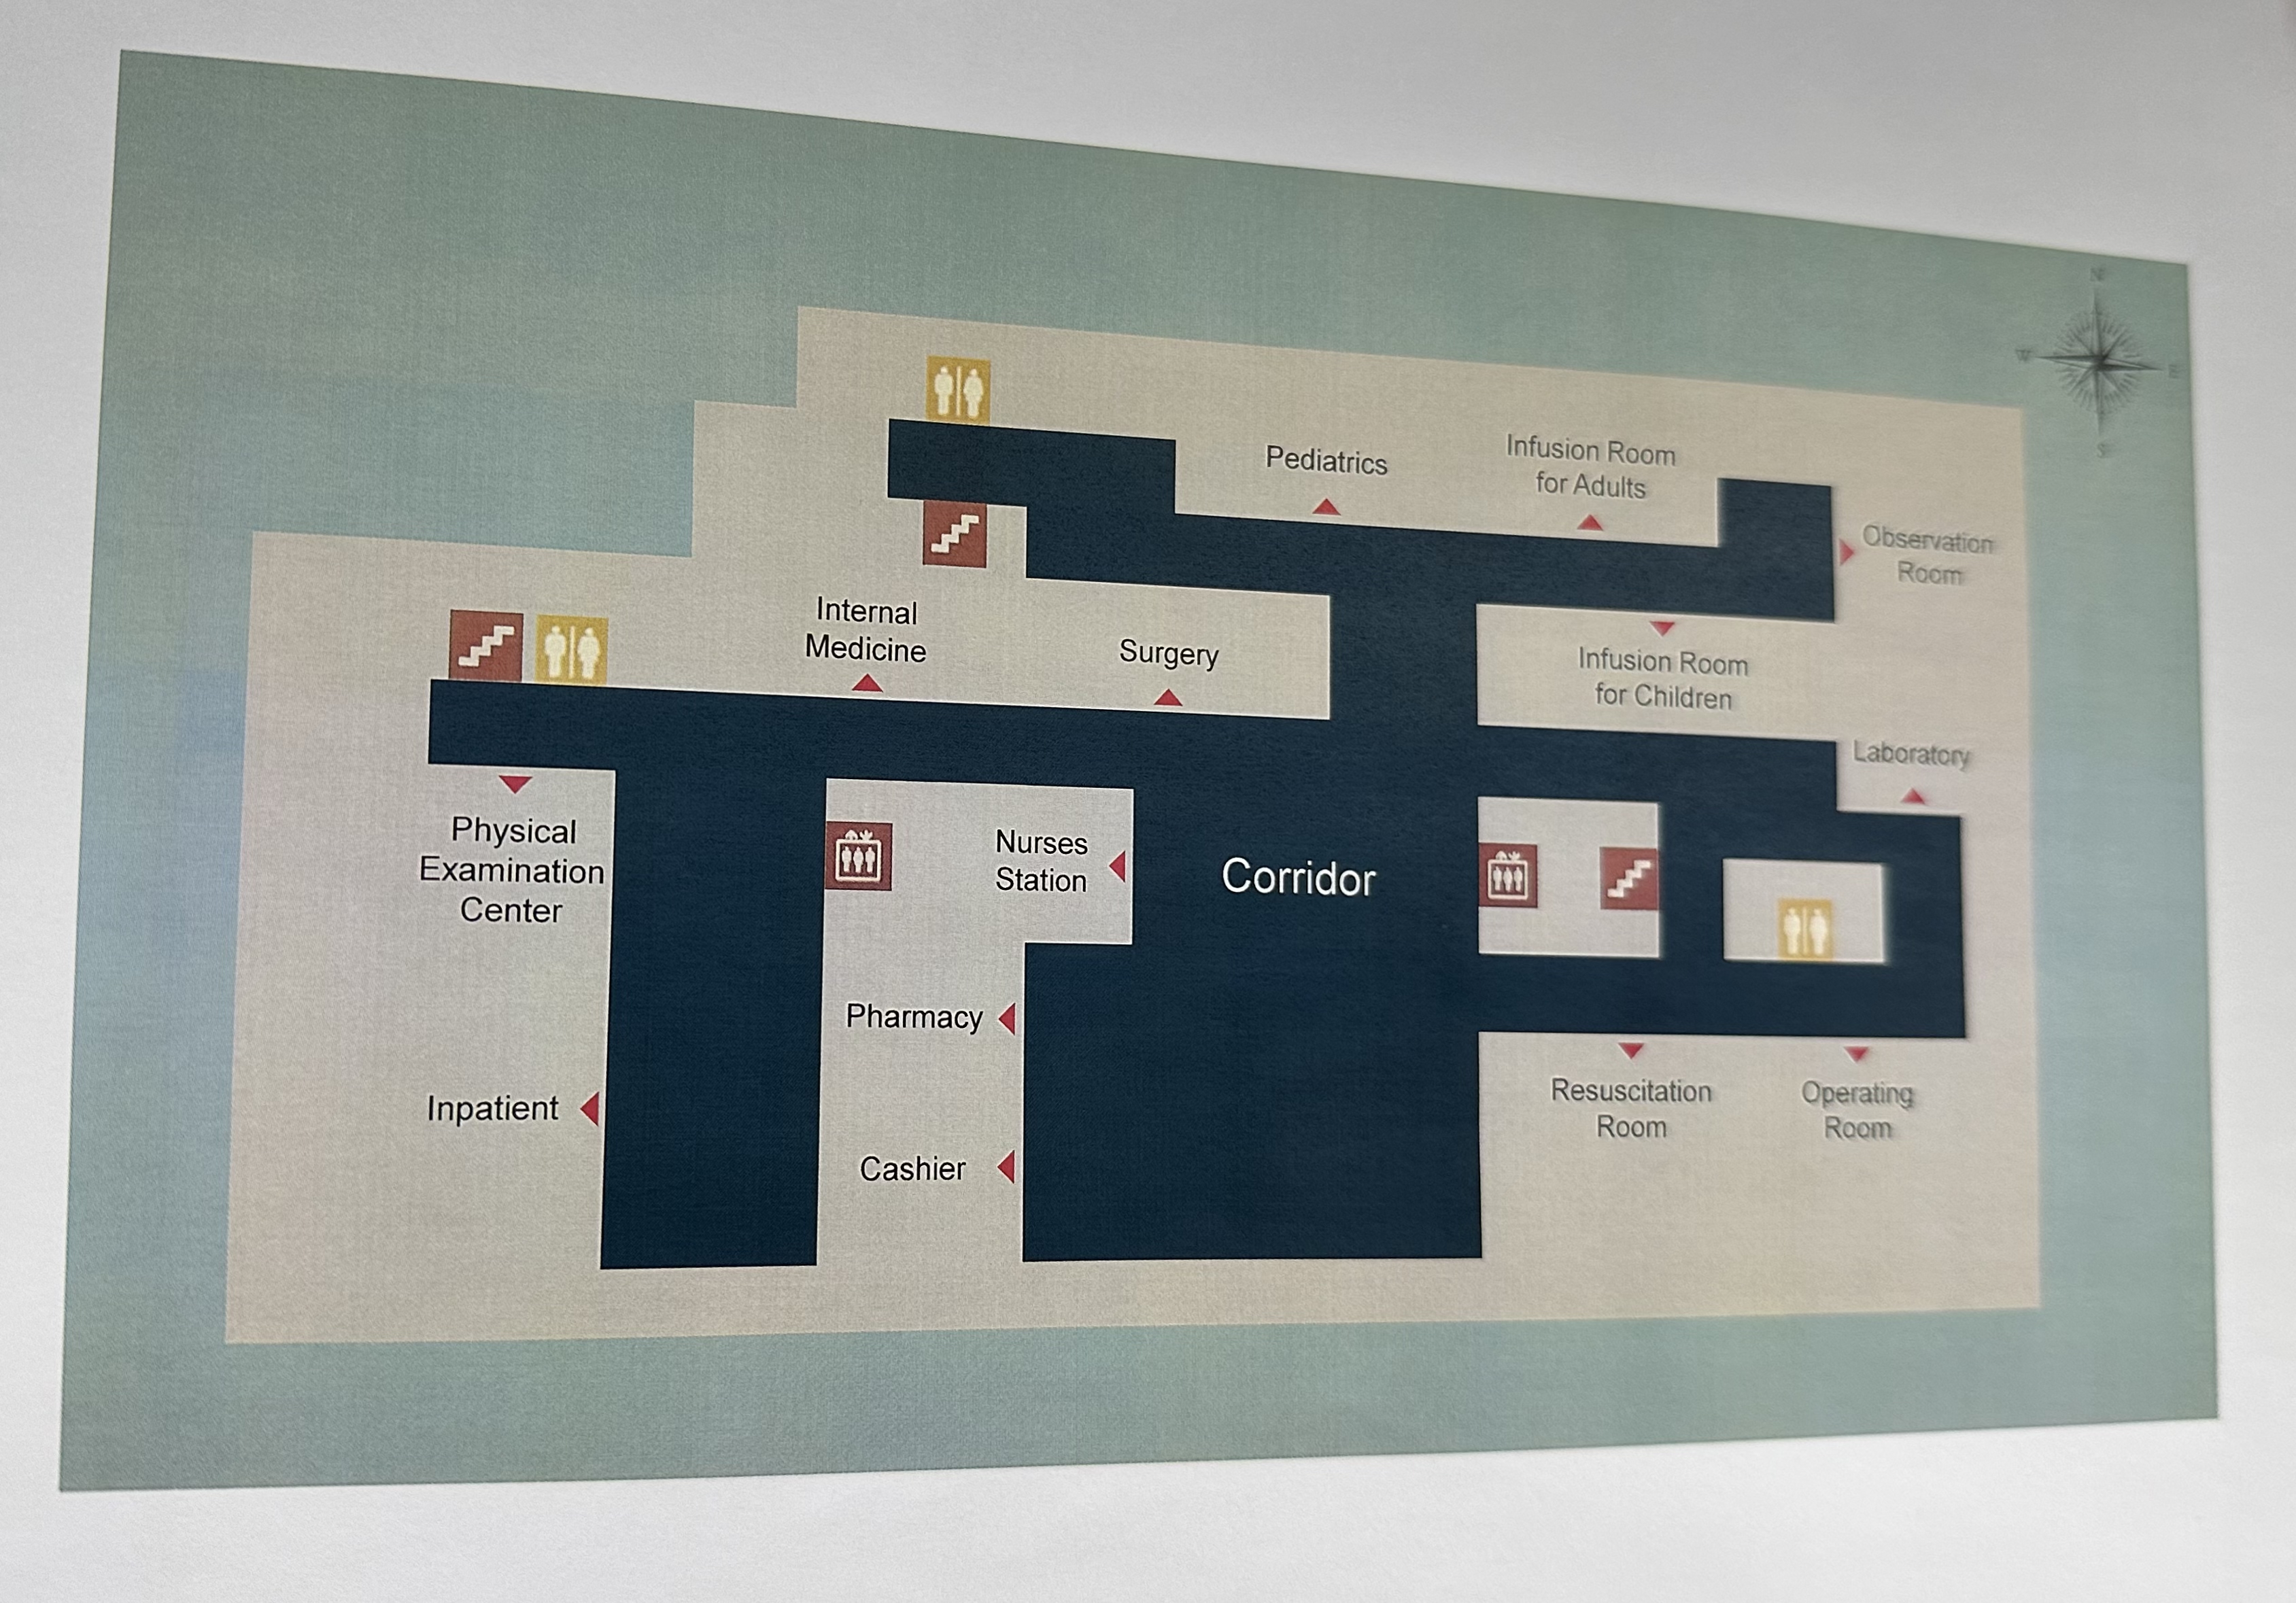 N
W
E
S
Pediatrics
Infusion Room
for Adults
Observation
Room
Internal
Medicine
Surgery
Infusion Room
for Children
Laboratory
Physical
Examination
Center
Nurses
Station
Corridor
Pharmacy
Inpatient
Cashier
Resuscitation
Room
Operating
Room